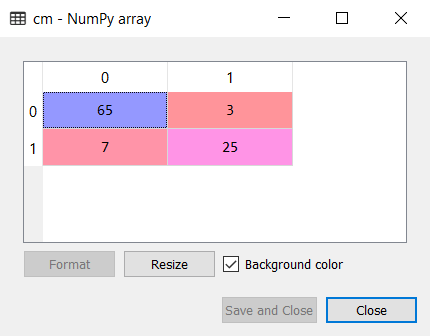 cm - NumPy array
0 1
0 65 3
1 7 25
Format Resize Background color
Save and Close Close